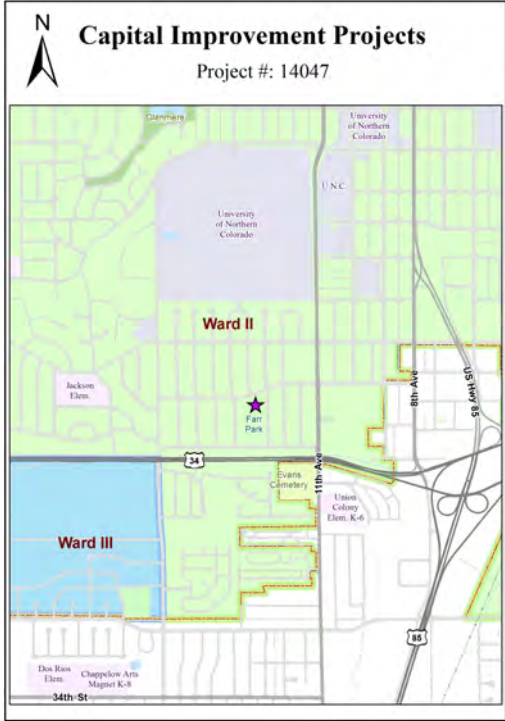 N
Capital Improvement Projects
Project #: 14047
Glenmere
University
of Northern
Colorado
U.N.C.
University
of Northern
Colorado
Ward II
8th Ave
US Hwy 85
Jackson
Elem.
Farr
Park
34
11th Ave
Evans
Cemetery
Union
Colony
Elem. K-6
Ward III
85
Dos Rios
Elem.
Chappelow Arts
Magnet K-8
34th St